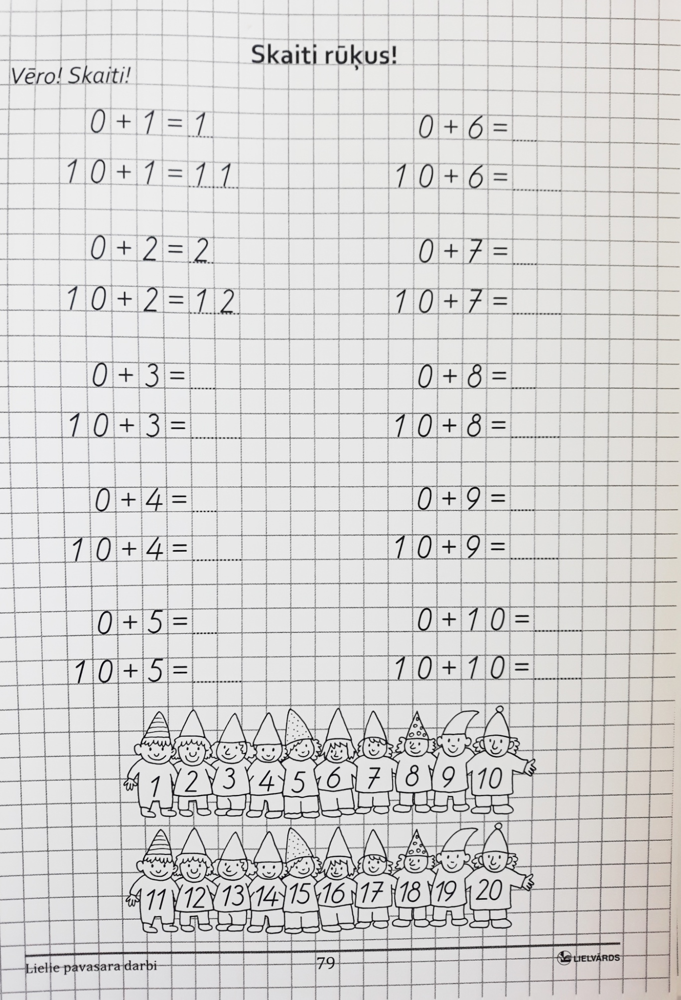 Skaiti rūķus!
Vēro! Skaiti!
0 + 1 = 1
10 + 1 = 11
0 + 2 = 2
10 + 2 = 12
0 + 3 = .....
10 + 3 = ..........
0 + 4 = .....
10 + 4 = ..........
0 + 5 = .....
10 + 5 = ..........
0 + 6 = .....
10 + 6 = ..........
0 + 7 = .....
10 + 7 = ..........
0 + 8 = .....
10 + 8 = ..........
0 + 9 = .....
10 + 9 = ..........
0 + 10 = ..........
10 + 10 = ..........
1 2 3 4 5 6 7 8 9 10
11 12 13 14 15 16 17 18 19 20
Lielie pavasara darbi 79 LIELVĀRDS